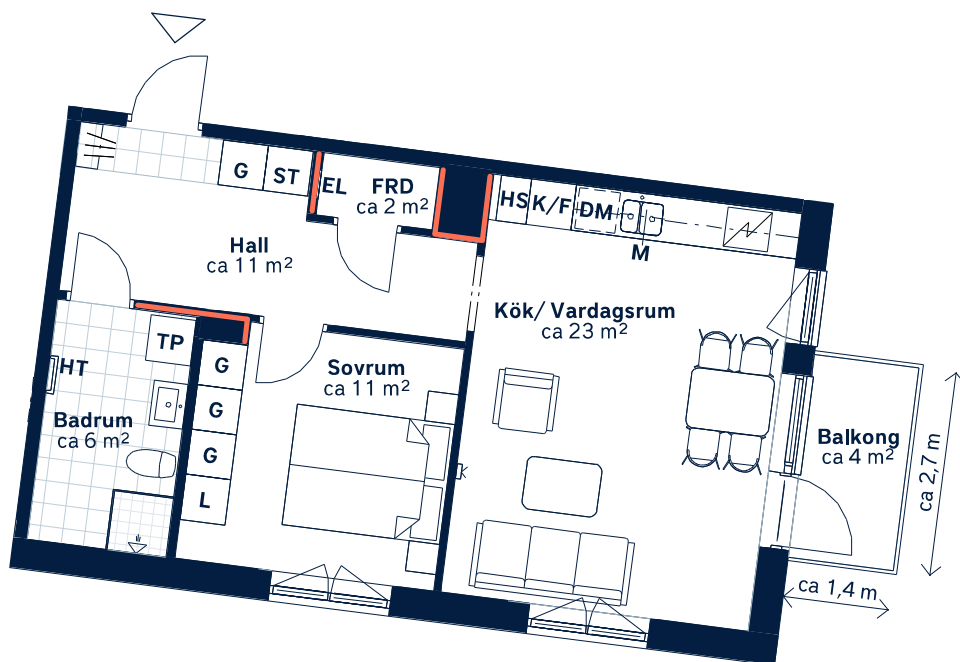 G
ST
EL
FRD
ca 2 m²
HS
K/F
DM
M
Hall
ca 11 m²
Kök/ Vardagsrum
ca 23 m²
TP
HT
G
G
G
L
Sovrum
ca 11 m²
Badrum
ca 6 m²
Balkong
ca 4 m²
ca 2,7 m
ca 1,4 m
K